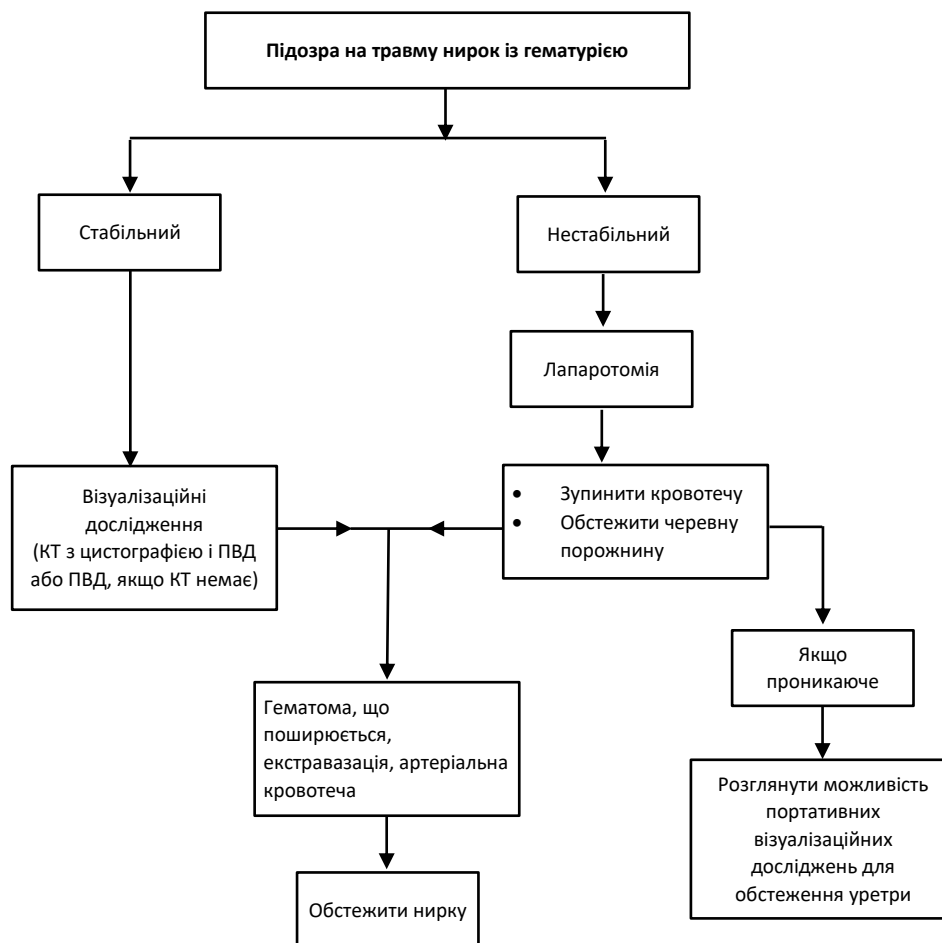 Підозра на травму нирок із гематурією
Стабільний
Нестабільний
Лапаротомія
Візуалізаційні
дослідження
(КТ з цистографією і ПВД
або ПВД, якщо КТ немає)
• Зупинити кровотечу
• Обстежити черевну
порожнину
Якщо
проникаюче
Гематома, що
поширюється,
екстравазація, артеріальна
кровотеча
Розглянути можливість
портативних
візуалізаційних
досліджень для
обстеження уретри
Обстежити нирку